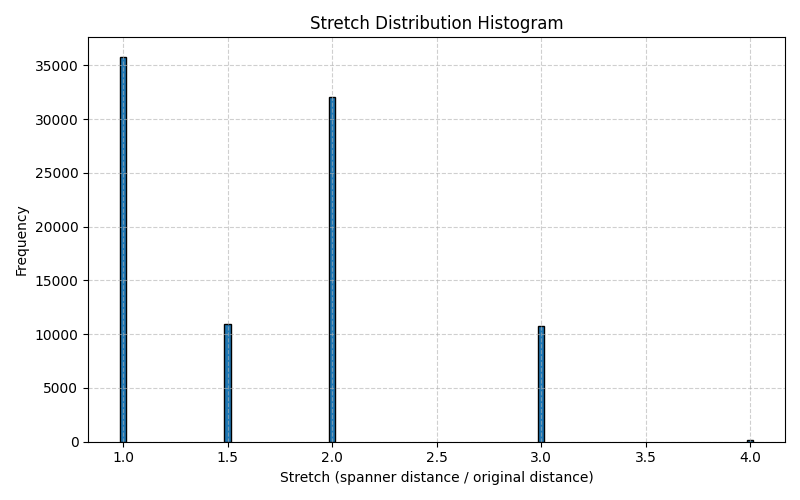 Stretch Distribution Histogram
Frequency
35000
30000
25000
20000
15000
10000
5000
0
1.0 1.5 2.0 2.5 3.0 3.5 4.0
Stretch (spanner distance / original distance)